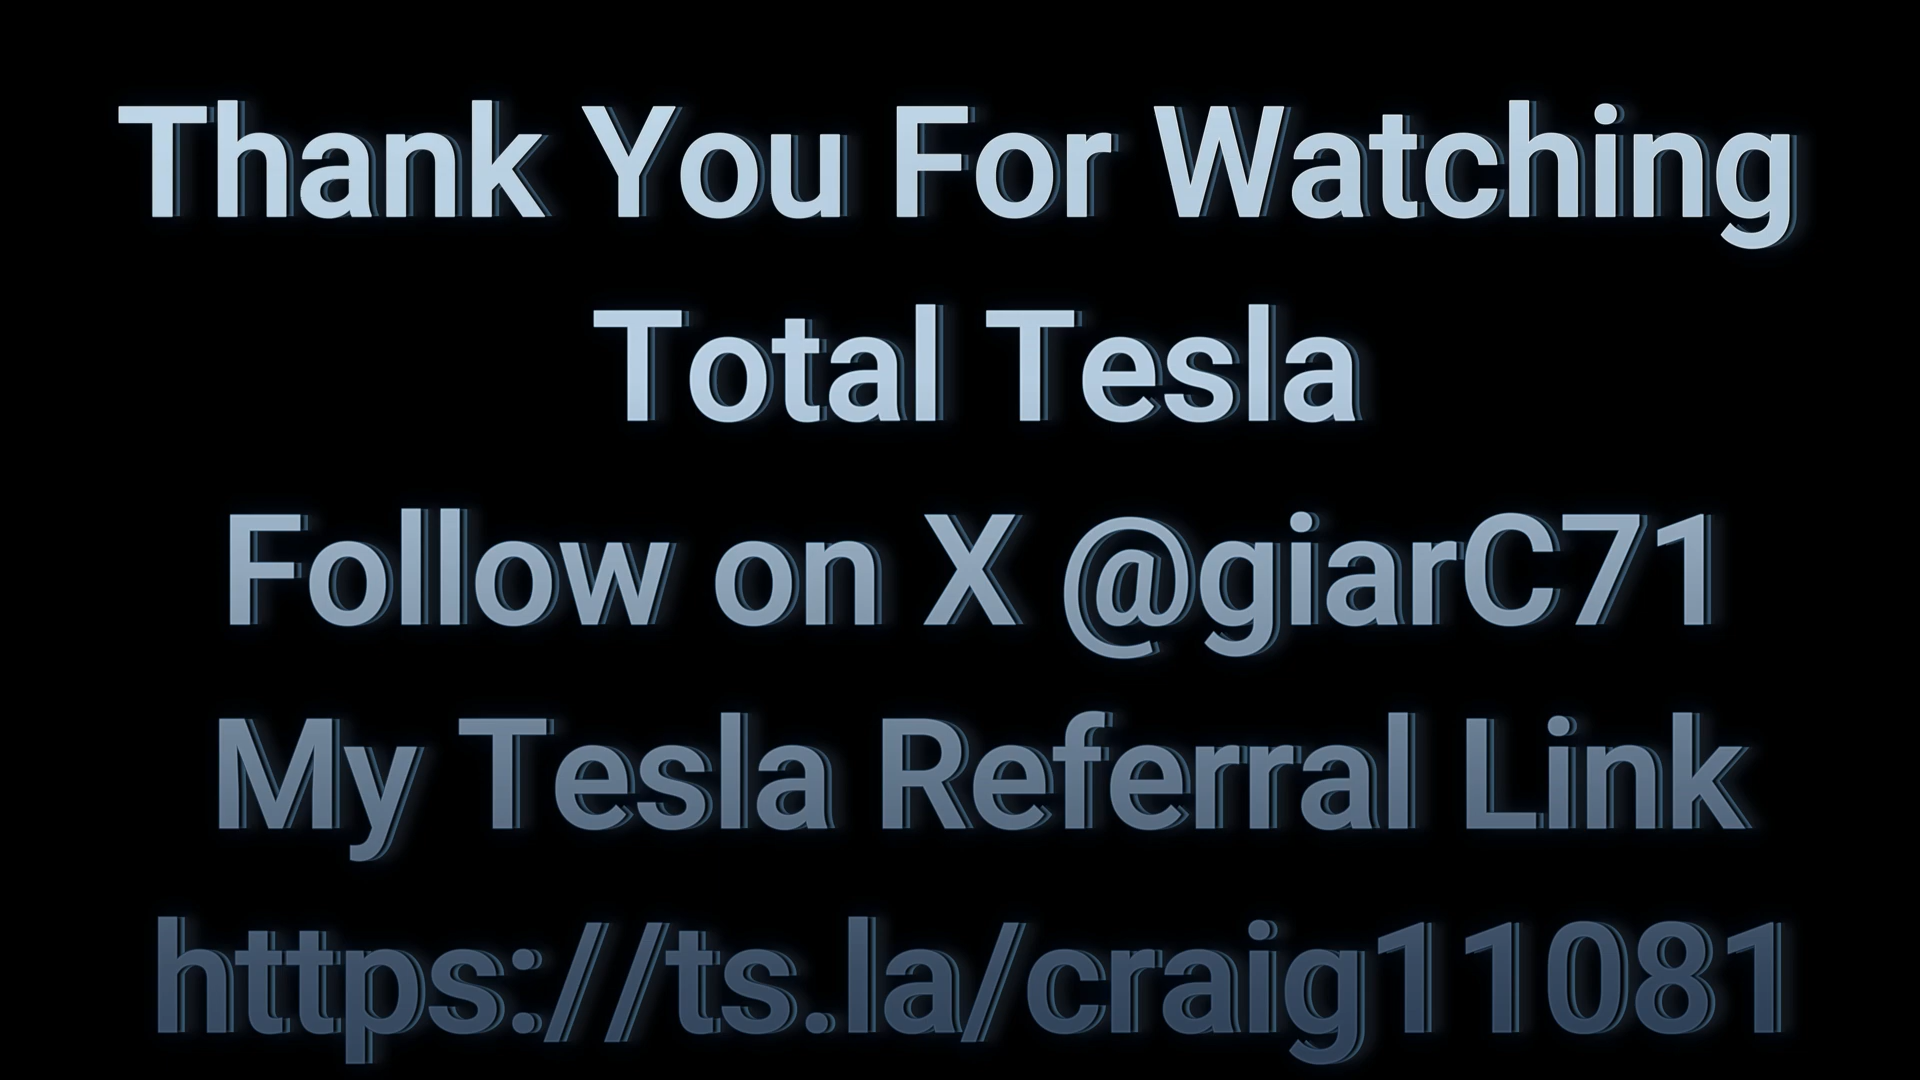 Thank You For Watching
Total Tesla
Follow on X @giarC71
My Tesla Referral Link
https://ts.la/craig11081